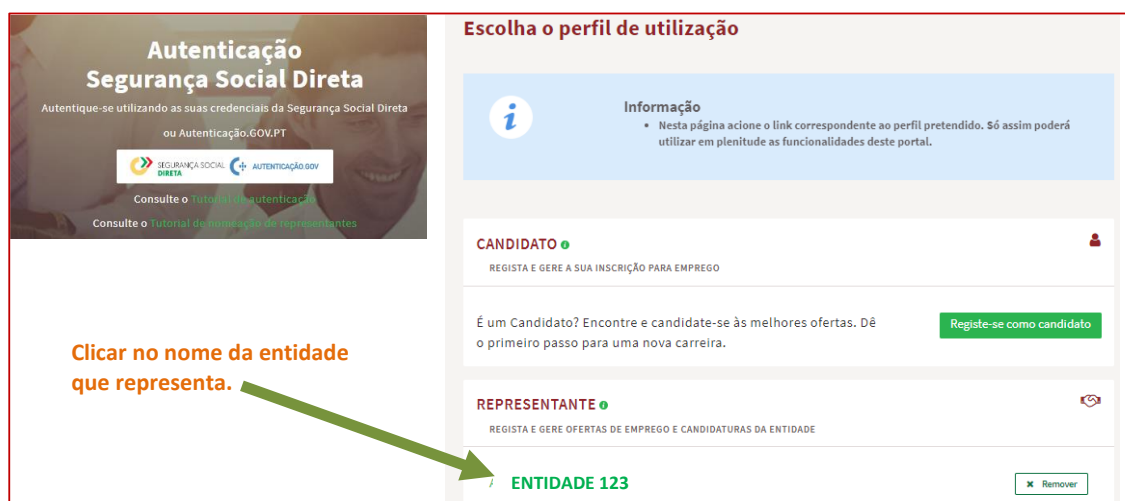 Autenticação
Segurança Social Direta
Autentique-se utilizando as suas credenciais da Segurança Social Direta
ou Autenticação.GOV.PT
SEGURANÇA SOCIAL
DIRETA
AUTENTICAÇÃO.GOV
Consulte o Tutorial de autenticação
Consulte o Tutorial de nomeação de representantes
Clicar no nome da entidade
que representa.
Escolha o perfil de utilização
Informação
• Nesta página acione o link correspondente ao perfil pretendido. Só assim poderá
utilizar em plenitude as funcionalidades deste portal.
CANDIDATO
REGISTA E GERE A SUA INSCRIÇÃO PARA EMPREGO
É um Candidato? Encontre e candidate-se às melhores ofertas. Dê
o primeiro passo para uma nova carreira.
Registe-se como candidato
REPRESENTANTE
REGISTA E GERE OFERTAS DE EMPREGO E CANDIDATURAS DA ENTIDADE
ENTIDADE 123
✖ Remover